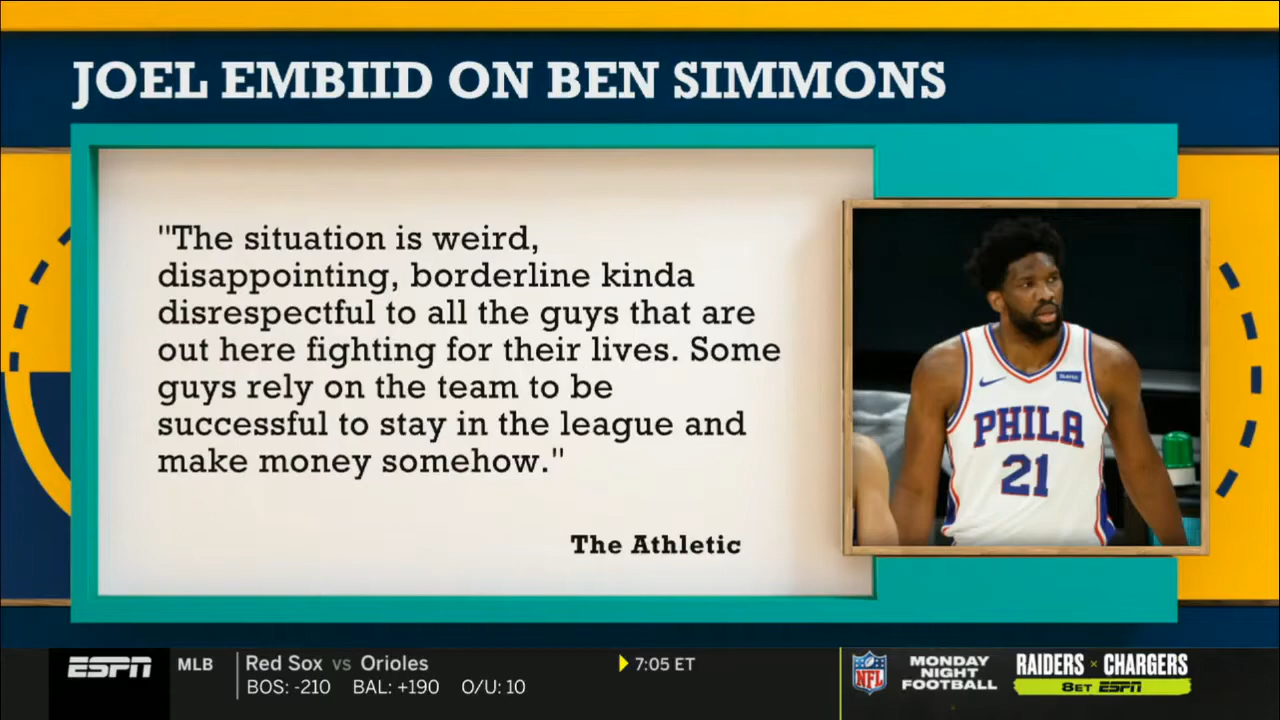 JOEL EMBIID ON BEN SIMMONS
"The situation is weird,
disappointing, borderline kinda
disrespectful to all the guys that are
out here fighting for their lives. Some
guys rely on the team to be
successful to stay in the league and
make money somehow."
The Athletic
PHILA
21
ESPN
MLB
Red Sox vs Orioles
7:05 ET
BOS: -210 BAL: +190 O/U: 10
NFL
MONDAY
NIGHT
FOOTBALL
RAIDERS × CHARGERS
8ET ESPN